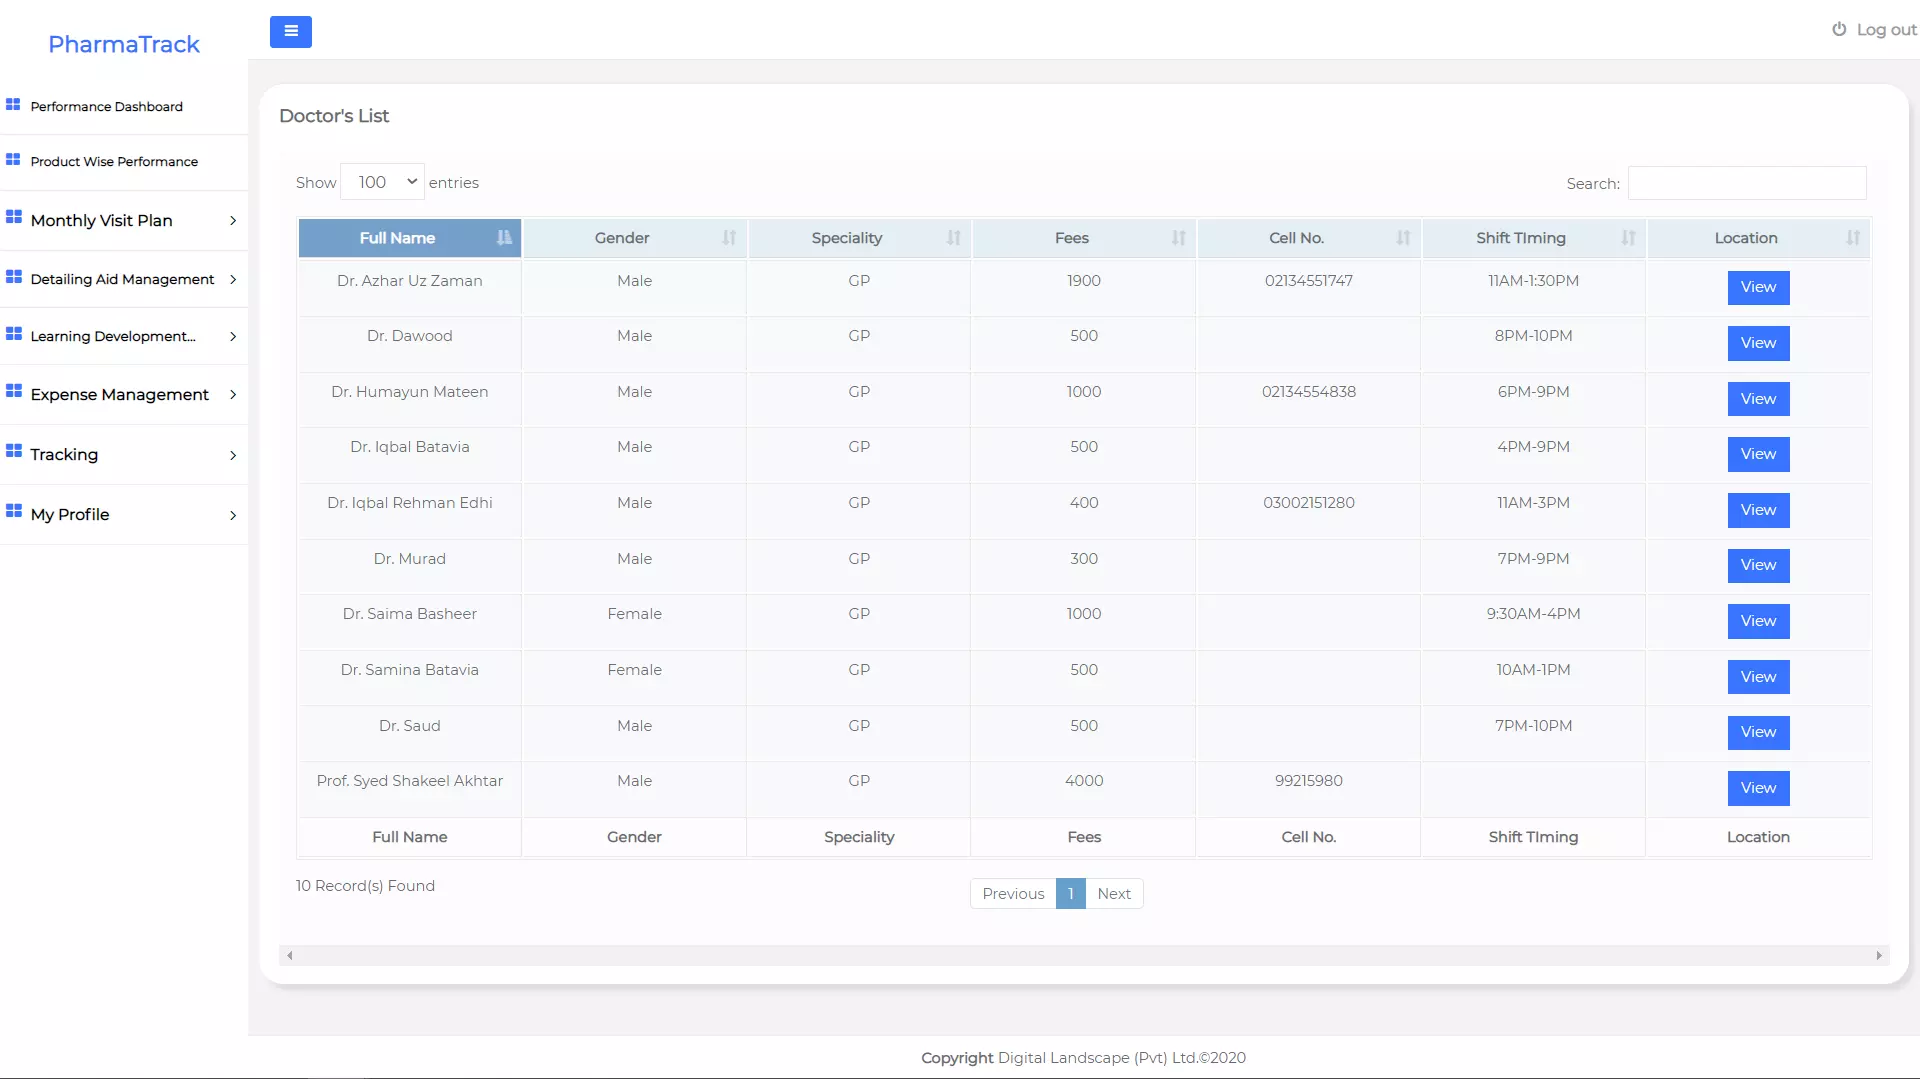 PharmaTrack
Log out
Performance Dashboard
Product Wise Performance
Monthly Visit Plan
Detailing Aid Management
Learning Development...
Expense Management
Tracking
My Profile
Doctor's List
Show 100 entries
Search:
Full Name Gender Speciality Fees Cell No. Shift TIming Location
Dr. Azhar Uz Zaman Male GP 1900 02134551747 11AM-1:30PM View
Dr. Dawood Male GP 500 8PM-10PM View
Dr. Humayun Mateen Male GP 1000 02134554838 6PM-9PM View
Dr. Iqbal Batavia Male GP 500 4PM-9PM View
Dr. Iqbal Rehman Edhi Male GP 400 03002151280 11AM-3PM View
Dr. Murad Male GP 300 7PM-9PM View
Dr. Saima Basheer Female GP 1000 9:30AM-4PM View
Dr. Samina Batavia Female GP 500 10AM-1PM View
Dr. Saud Male GP 500 7PM-10PM View
Prof. Syed Shakeel Akhtar Male GP 4000 99215980 View
Full Name Gender Speciality Fees Cell No. Shift TIming Location
10 Record(s) Found
Previous 1 Next
Copyright Digital Landscape (Pvt) Ltd.©2020